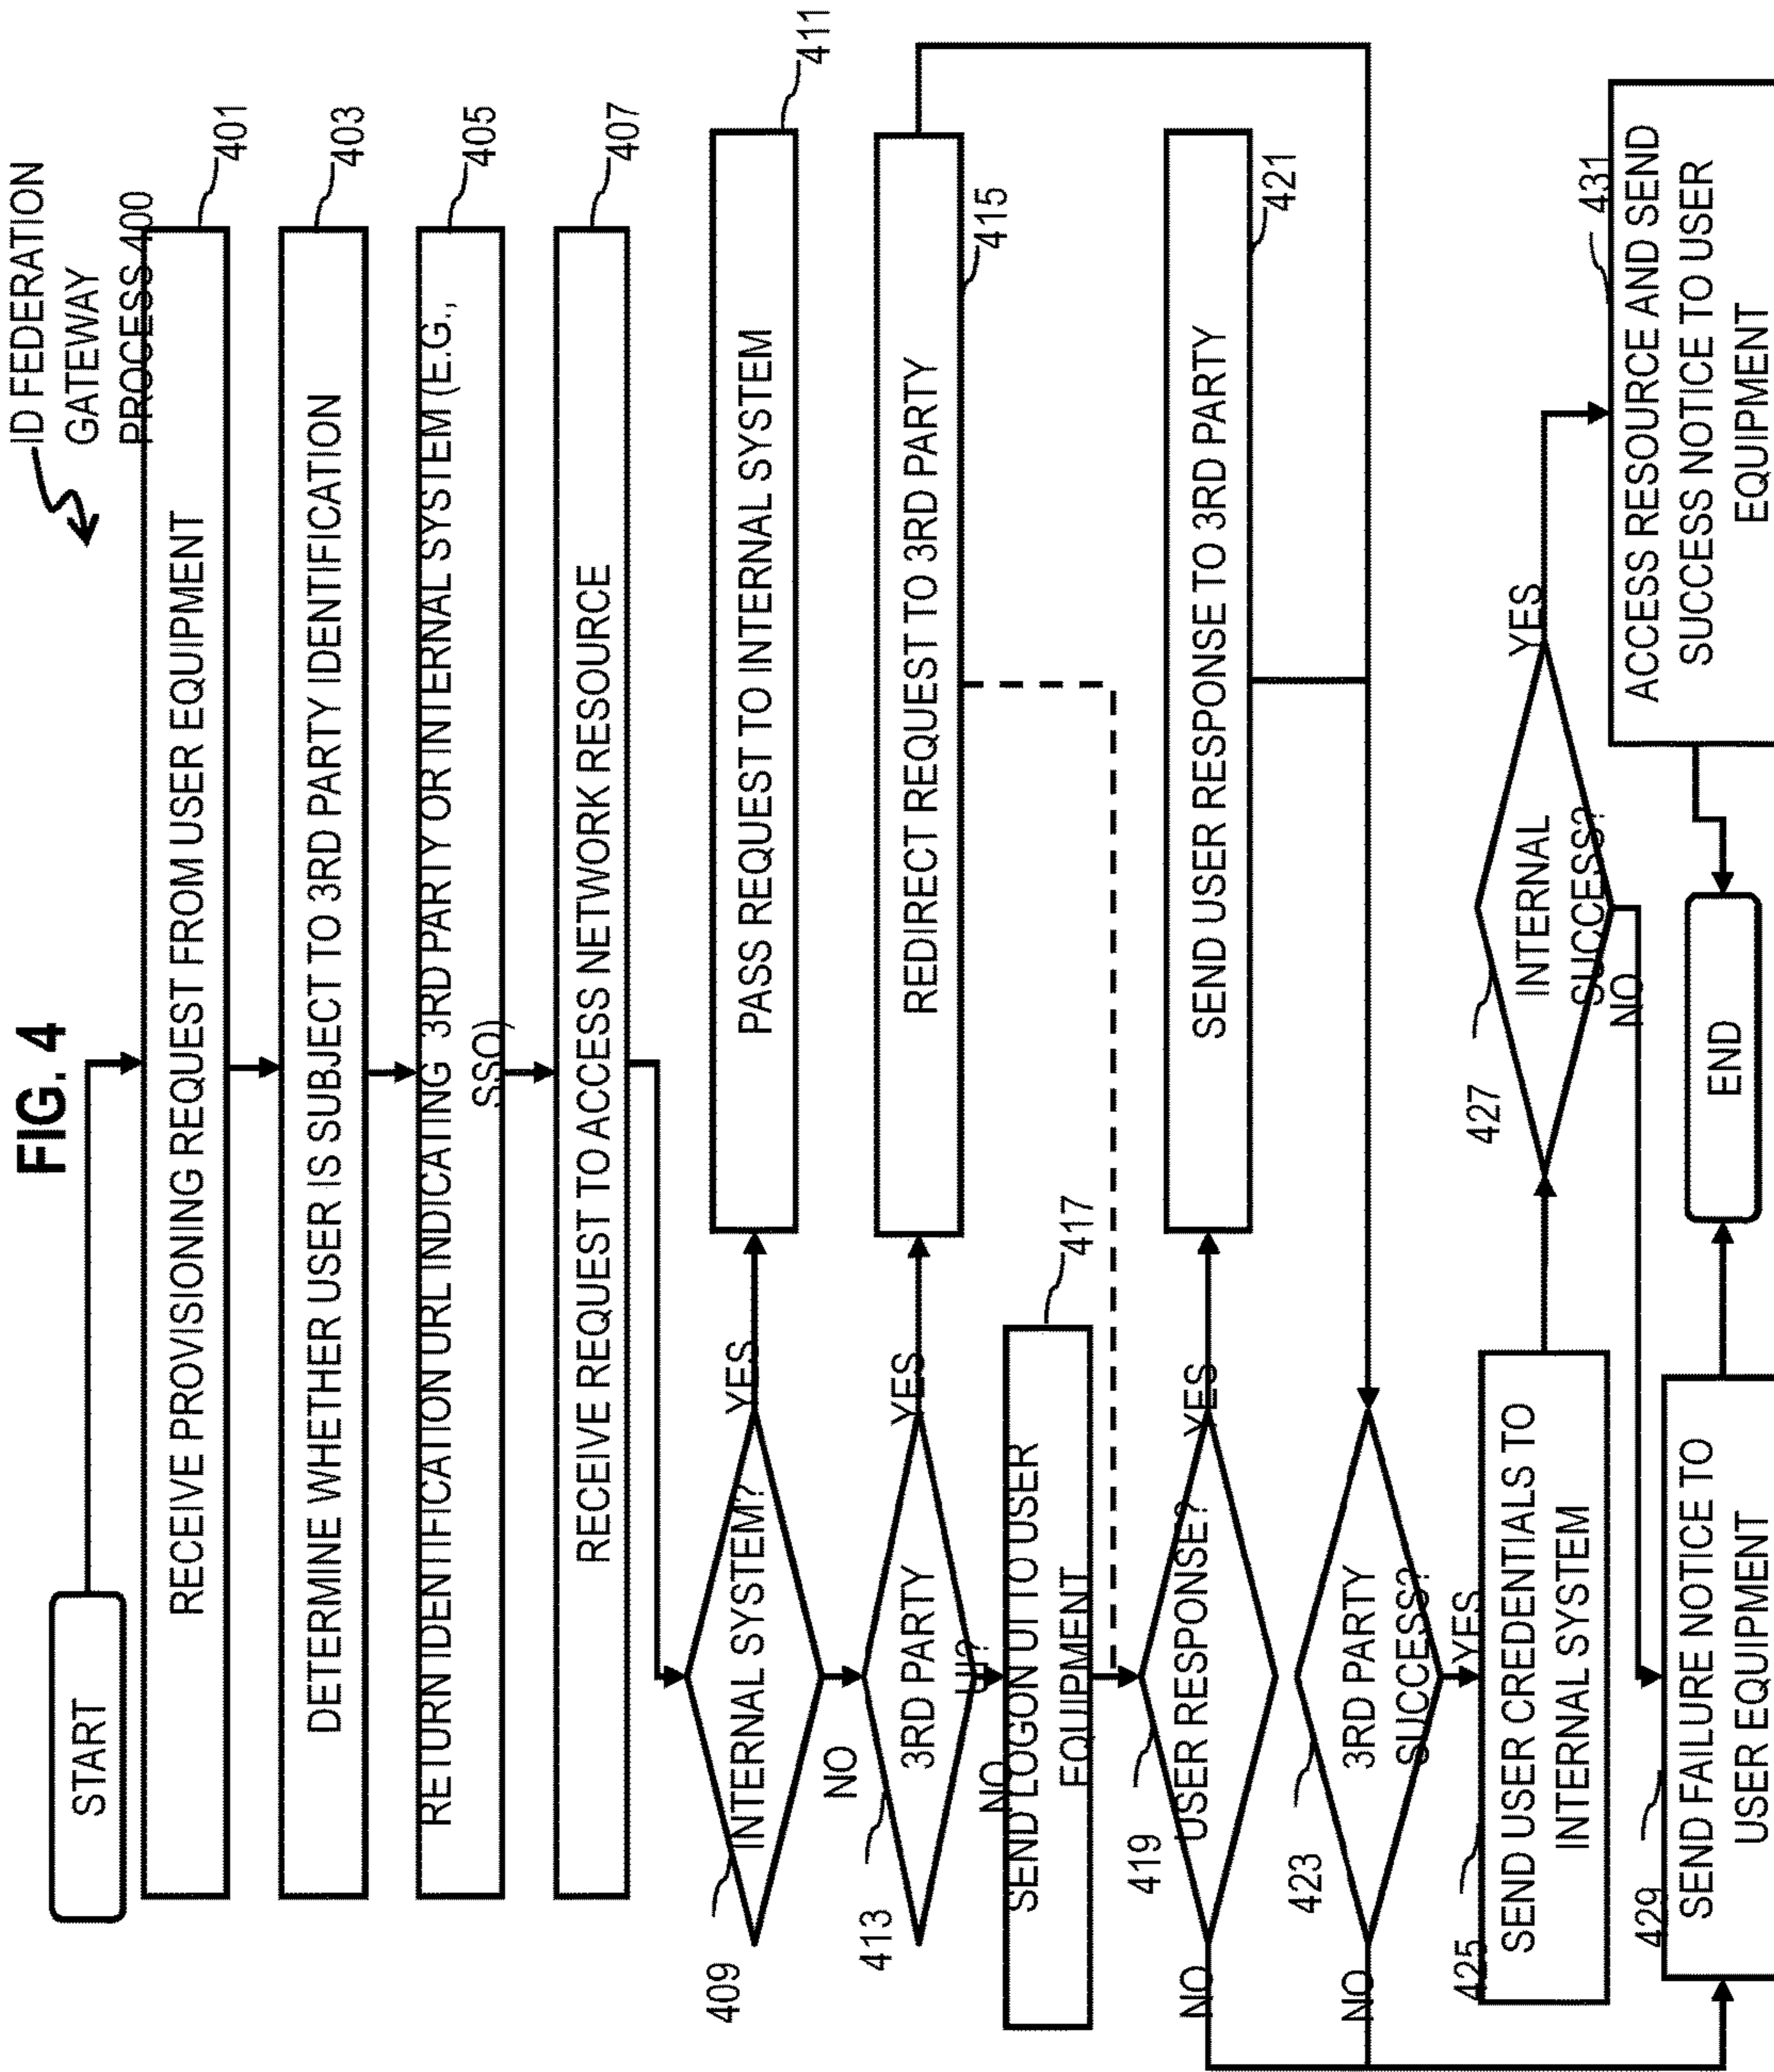 FIG. 4
ID FEDERATION
GATEWAY
PROCESS 400
START
RECEIVE PROVISIONING REQUEST FROM USER EQUIPMENT
401
DETERMINE WHETHER USER IS SUBJECT TO 3RD PARTY IDENTIFICATION
403
RETURN IDENTIFICATION URL INDICATING 3RD PARTY OR INTERNAL SYSTEM (E.G.,
SSO)
405
RECEIVE REQUEST TO ACCESS NETWORK RESOURCE
407
409
INTERNAL SYSTEM?
YES
NO
PASS REQUEST TO INTERNAL SYSTEM
411
413
3RD PARTY
UI?
YES
NO
REDIRECT REQUEST TO 3RD PARTY
415
SEND LOGON UI TO USER
EQUIPMENT
417
419
USER RESPONSE?
YES
NO
SEND USER RESPONSE TO 3RD PARTY
421
423
3RD PARTY
SUCCESS?
YES
NO
425
SEND USER CREDENTIALS TO
INTERNAL SYSTEM
427
INTERNAL
SUCCESS?
YES
NO
429
SEND FAILURE NOTICE TO
USER EQUIPMENT
431
ACCESS RESOURCE AND SEND
SUCCESS NOTICE TO USER
EQUIPMENT
END